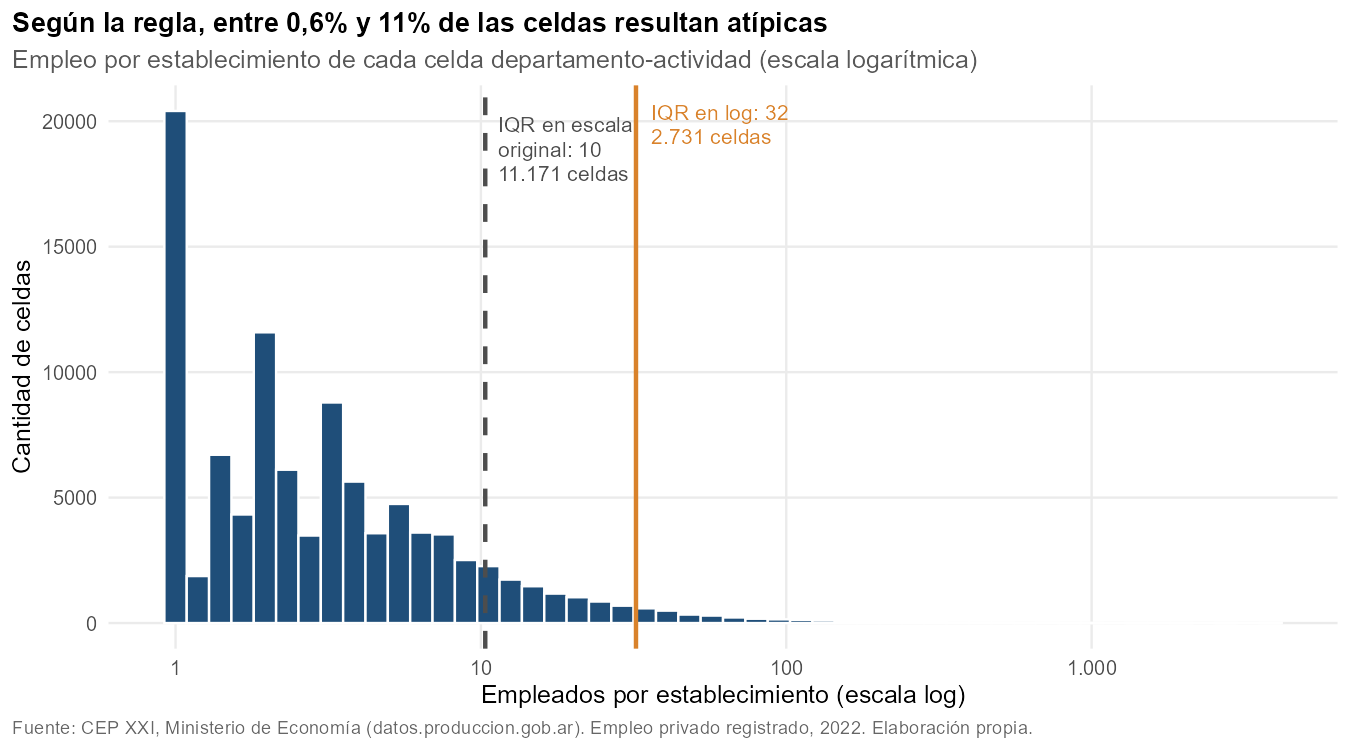 Según la regla, entre 0,6% y 11% de las celdas resultan atípicas
Empleo por establecimiento de cada celda departamento-actividad (escala logarítmica)
Cantidad de celdas
20000
15000
10000
5000
0
IQR en escala
original: 10
11.171 celdas
IQR en log: 32
2.731 celdas
1
10
100
1.000
Empleados por establecimiento (escala log)
Fuente: CEP XXI, Ministerio de Economía (datos.produccion.gob.ar). Empleo privado registrado, 2022. Elaboración propia.